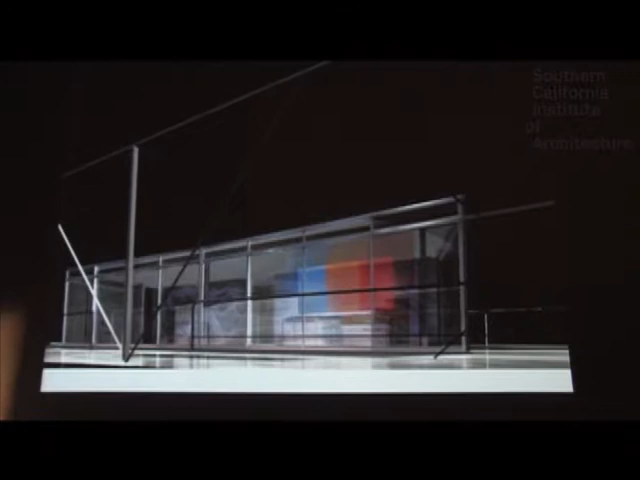 Southern
California
Institute
of
Architecture